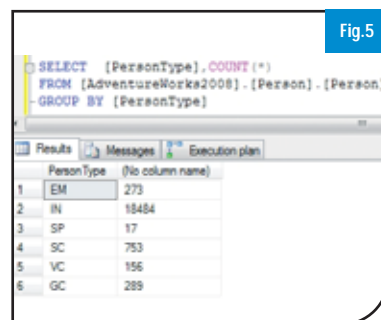 Fig.5
SELECT [PersonType],COUNT(*)
FROM [AdventureWorks2008].[Person].[Person]
GROUP BY [PersonType]
Results Messages Execution plan
PersonType (No column name)
1 EM 273
2 IN 18484
3 SP 17
4 SC 753
5 VC 156
6 GC 289